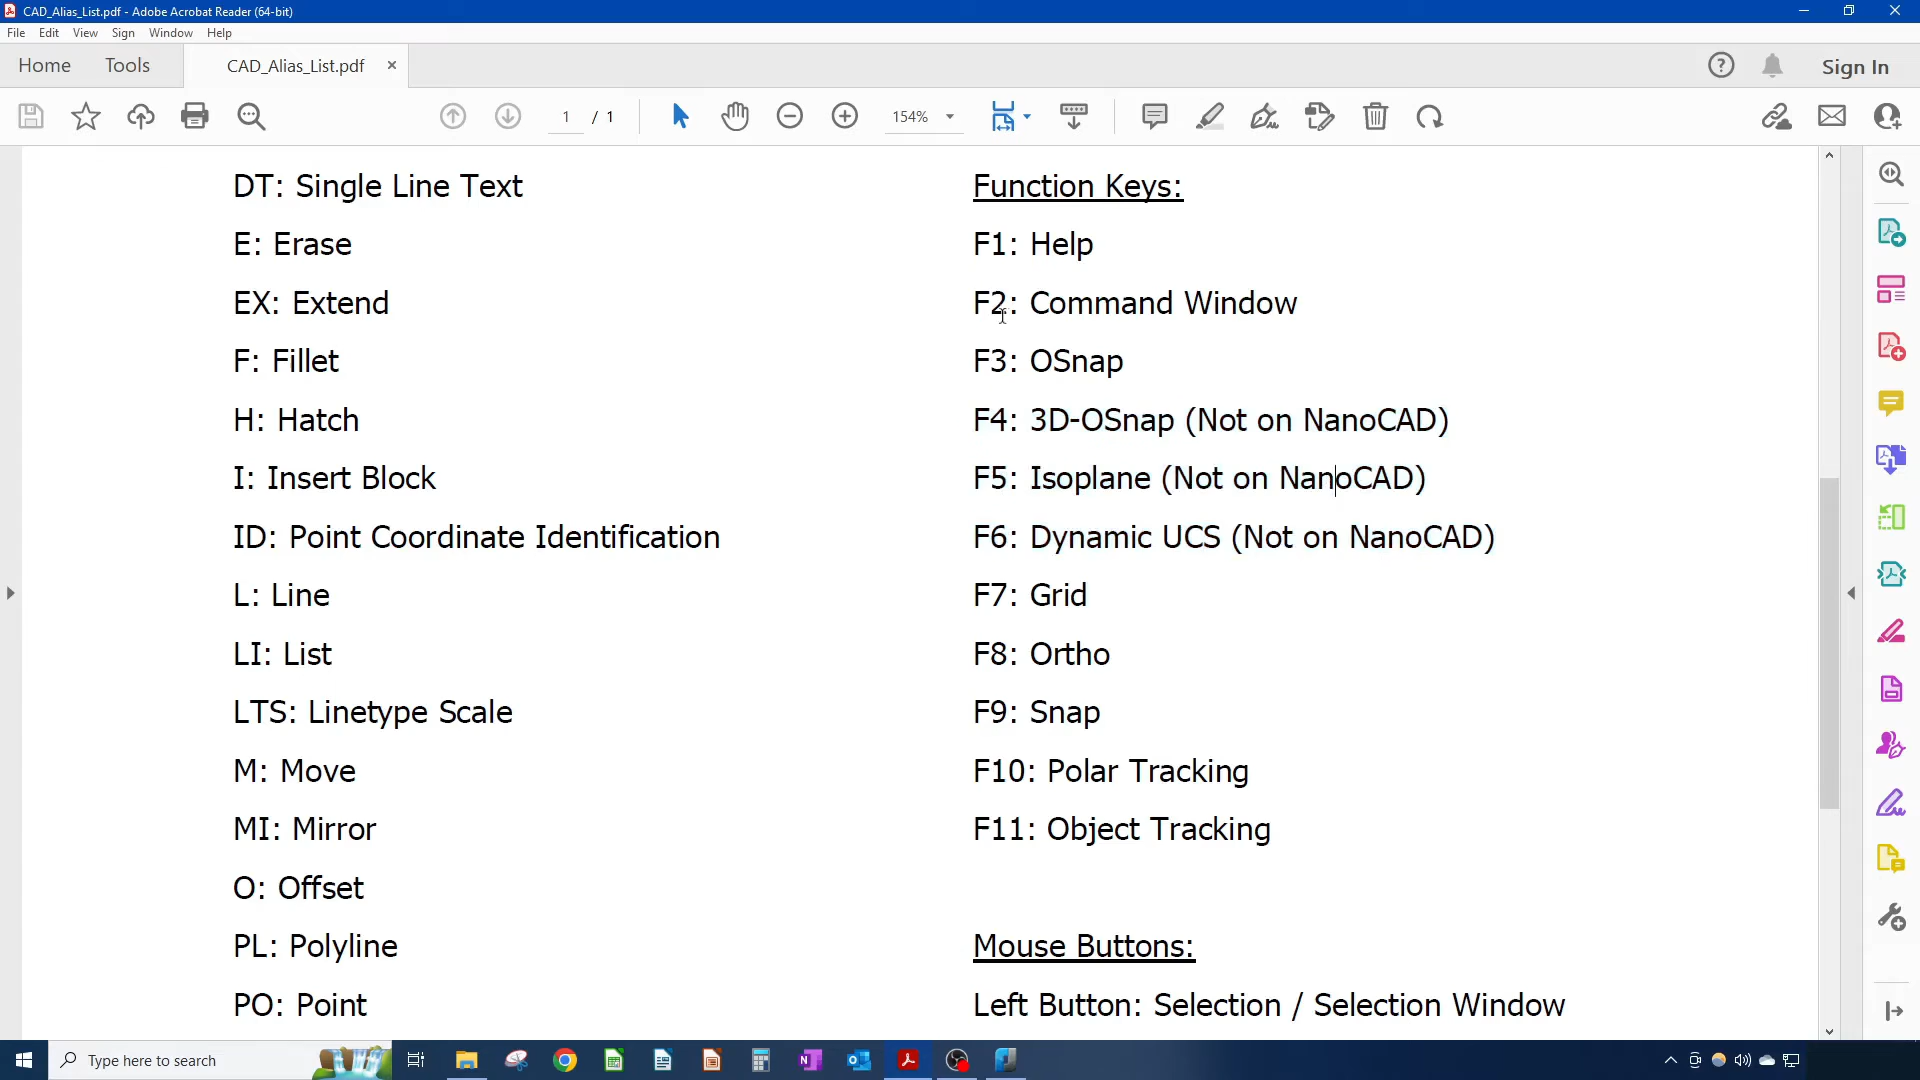 CAD_Alias_List.pdf - Adobe Acrobat Reader (64-bit)
File Edit View Sign Window Help
Home Tools CAD_Alias_List.pdf Sign In
1 / 1 154%
DT: Single Line Text
E: Erase
EX: Extend
F: Fillet
H: Hatch
I: Insert Block
ID: Point Coordinate Identification
L: Line
LI: List
LTS: Linetype Scale
M: Move
MI: Mirror
O: Offset
PL: Polyline
PO: Point
Function Keys:
F1: Help
F2: Command Window
F3: OSnap
F4: 3D-OSnap (Not on NanoCAD)
F5: Isoplane (Not on NanoCAD)
F6: Dynamic UCS (Not on NanoCAD)
F7: Grid
F8: Ortho
F9: Snap
F10: Polar Tracking
F11: Object Tracking
Mouse Buttons:
Left Button: Selection / Selection Window
Type here to search